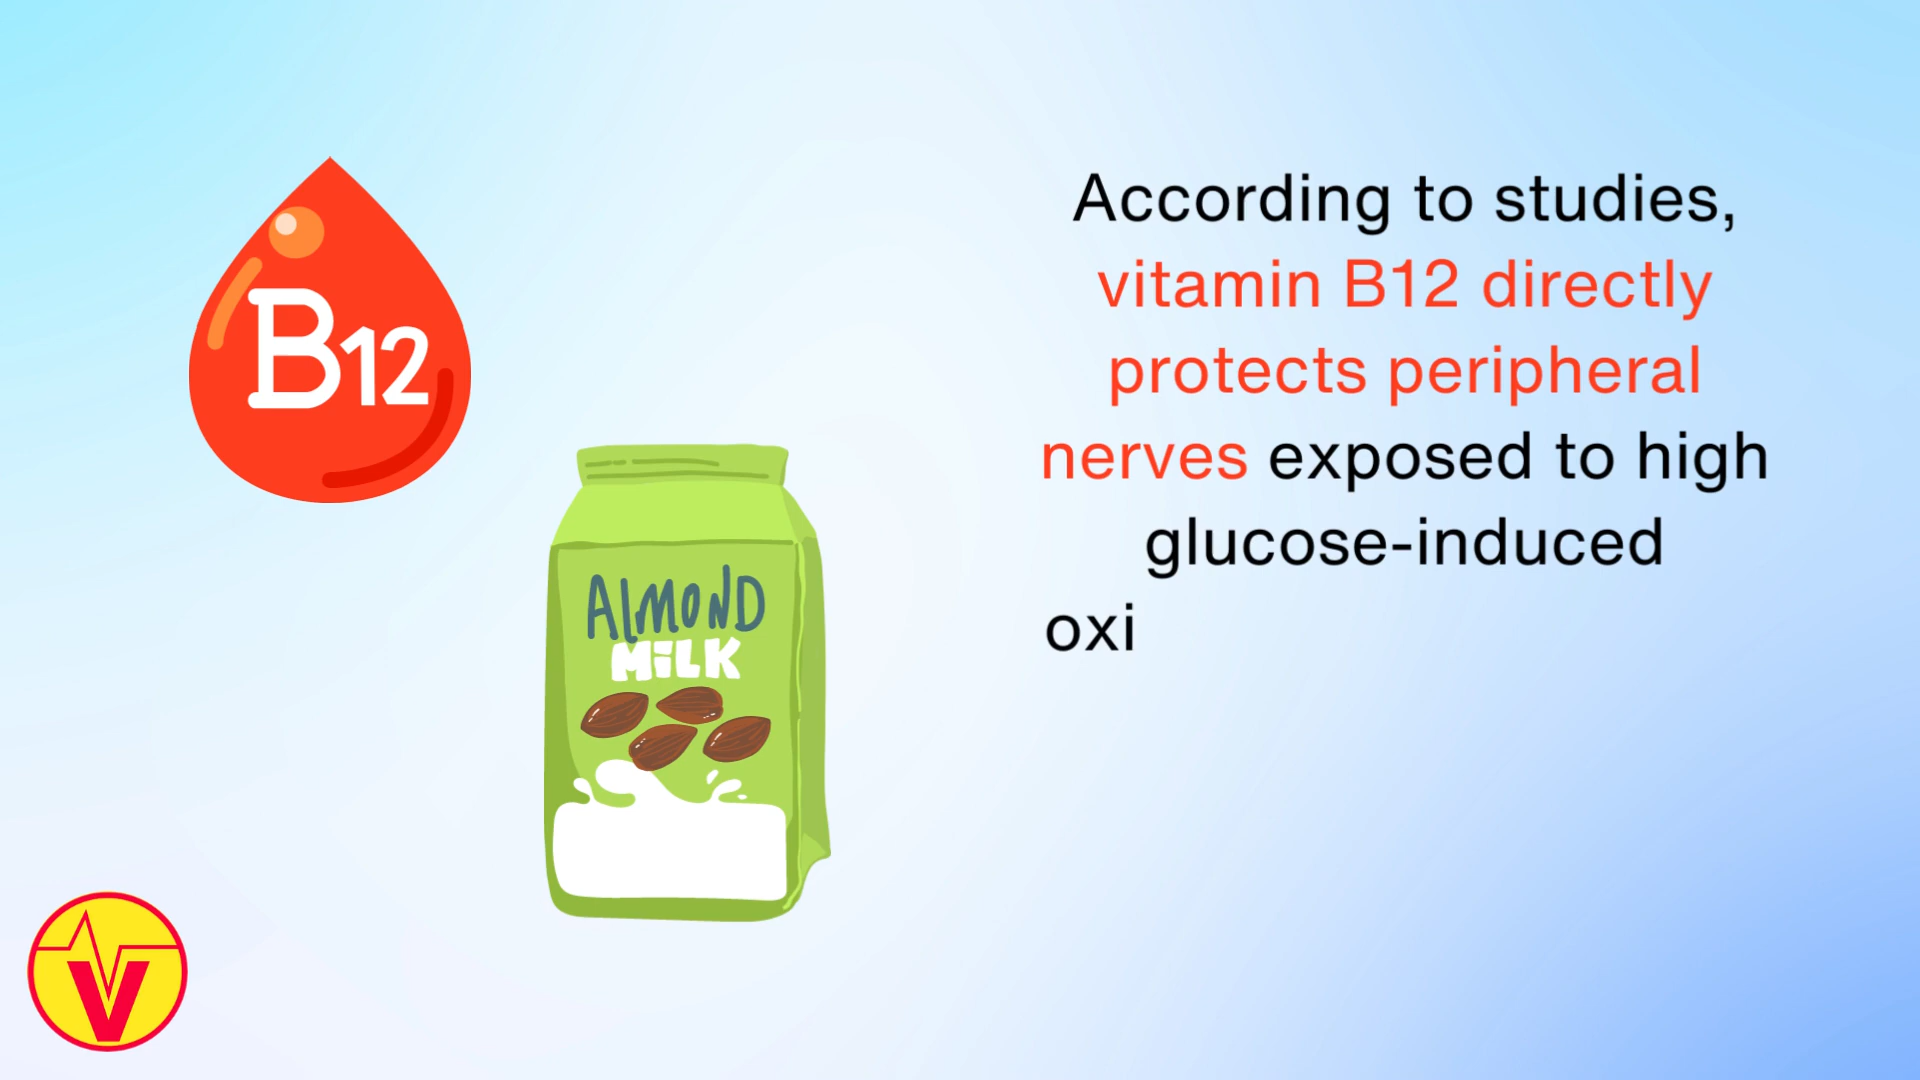 B12
ALMOND
MILK
According to studies,
vitamin B12 directly
protects peripheral
nerves exposed to high
glucose-induced
oxi
V